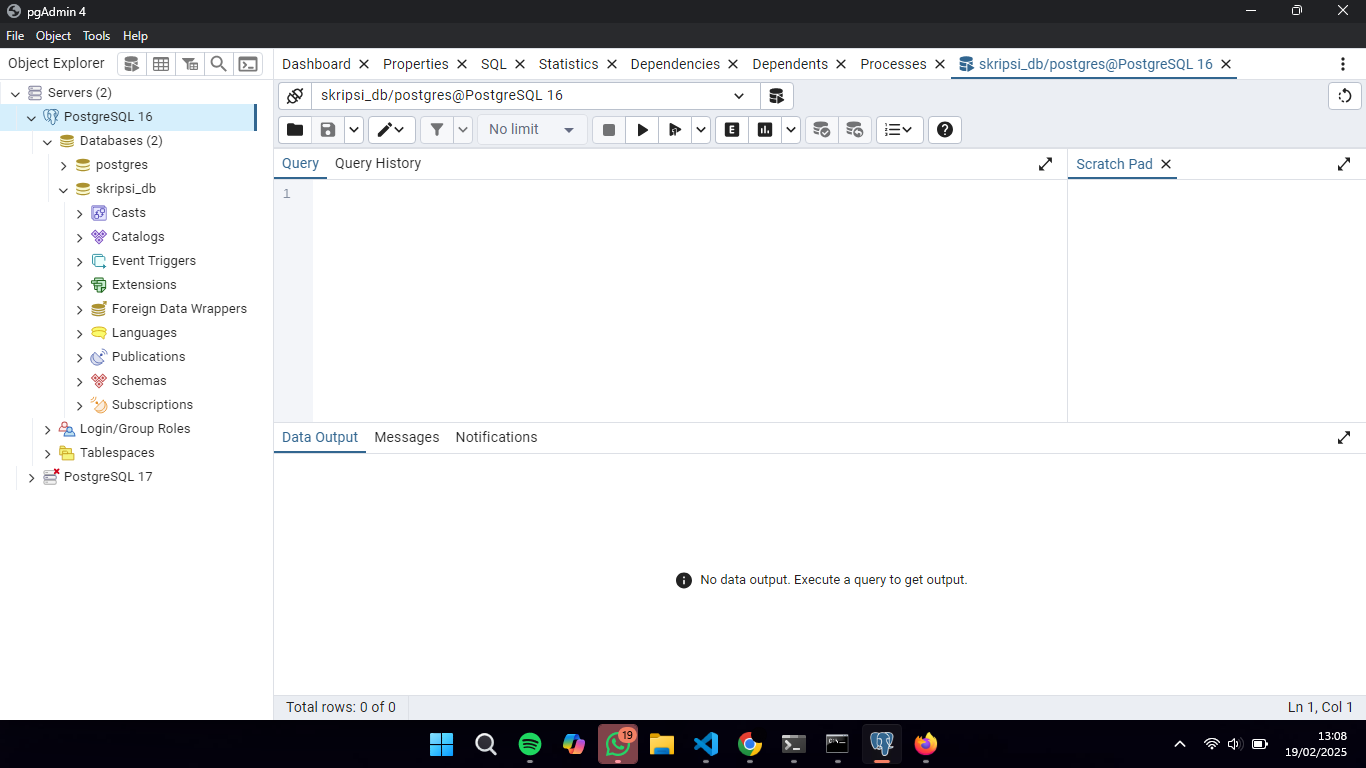 pgAdmin 4
File Object Tools Help
Object Explorer
Dashboard Properties SQL Statistics Dependencies Dependents Processes skripsi_db/postgres@PostgreSQL 16
Servers (2)
PostgreSQL 16
Databases (2)
postgres
skripsi_db
Casts
Catalogs
Event Triggers
Extensions
Foreign Data Wrappers
Languages
Publications
Schemas
Subscriptions
Login/Group Roles
Tablespaces
PostgreSQL 17
skripsi_db/postgres@PostgreSQL 16
No limit
E
Query Query History
Scratch Pad
1
Data Output Messages Notifications
No data output. Execute a query to get output.
Total rows: 0 of 0
Ln 1, Col 1
19
13:08
19/02/2025